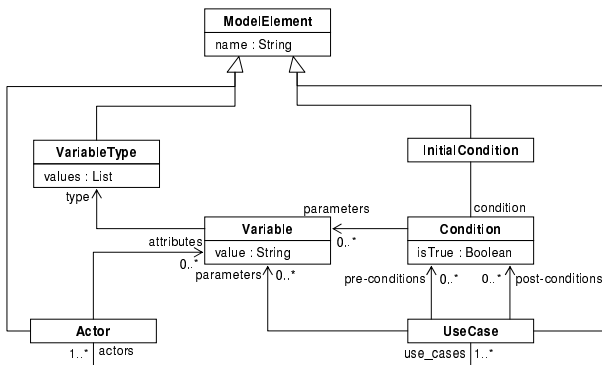 ModelElement
name : String
VariableType
values : List
type
InitialCondition
condition
parameters
Variable
value : String
0..*
Condition
isTrue : Boolean
attributes
0..*
parameters
0..*
pre-conditions
0..*
0..*
post-conditions
Actor
1..*
actors
UseCase
use_cases
1..*